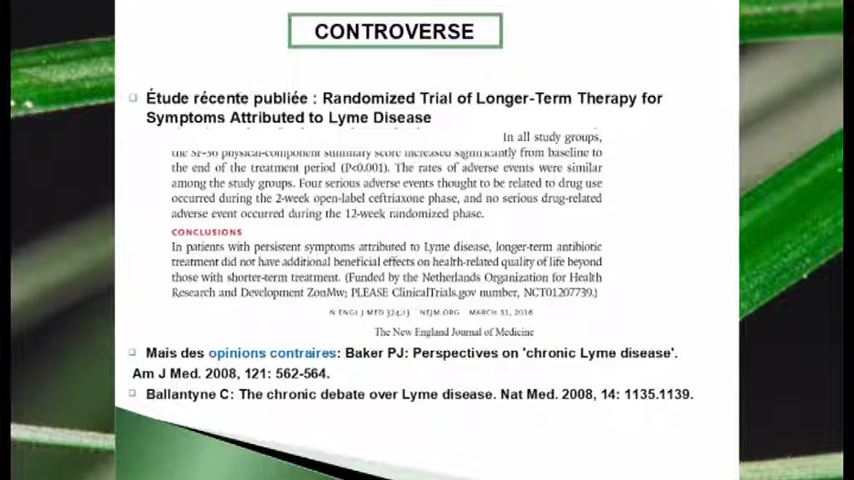 CONTROVERSE
Étude récente publiée : Randomized Trial of Longer-Term Therapy for
Symptoms Attributed to Lyme Disease
In all study groups,
the SF-36 physical-component summary score increased significantly from baseline to
the end of the treatment period (P<0.001). The rates of adverse events were similar
among the study groups. Four serious adverse events thought to be related to drug use
occurred during the 2-week open-label ceftriaxone phase, and no serious drug-related
adverse event occurred during the 12-week randomized phase.
CONCLUSIONS
In patients with persistent symptoms attributed to Lyme disease, longer-term antibiotic
treatment did not have additional beneficial effects on health-related quality of life beyond
those with shorter-term treatment. (Funded by the Netherlands Organization for Health
Research and Development ZonMw; PLEASE ClinicalTrials.gov number, NCT01207739.)
N ENGL J MED 374;13 NEJM.ORG MARCH 31, 2016
The New England Journal of Medicine
Mais des opinions contraires: Baker PJ: Perspectives on 'chronic Lyme disease'.
Am J Med. 2008, 121: 562-564.
Ballantyne C: The chronic debate over Lyme disease. Nat Med. 2008, 14: 1135.1139.